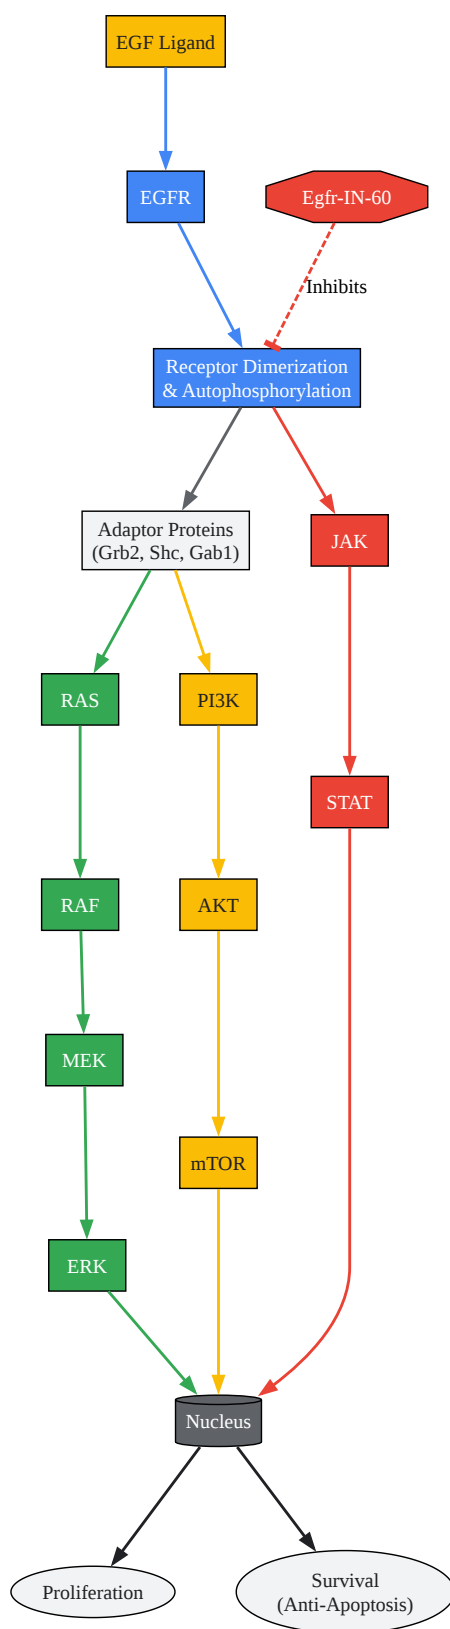 EGF Ligand
EGFR
Egfr-IN-60
Inhibits
Receptor Dimerization
& Autophosphorylation
Adaptor Proteins
(Grb2, Shc, Gab1)
JAK
RAS
PI3K
STAT
RAF
AKT
MEK
mTOR
ERK
Nucleus
Proliferation
Survival
(Anti-Apoptosis)